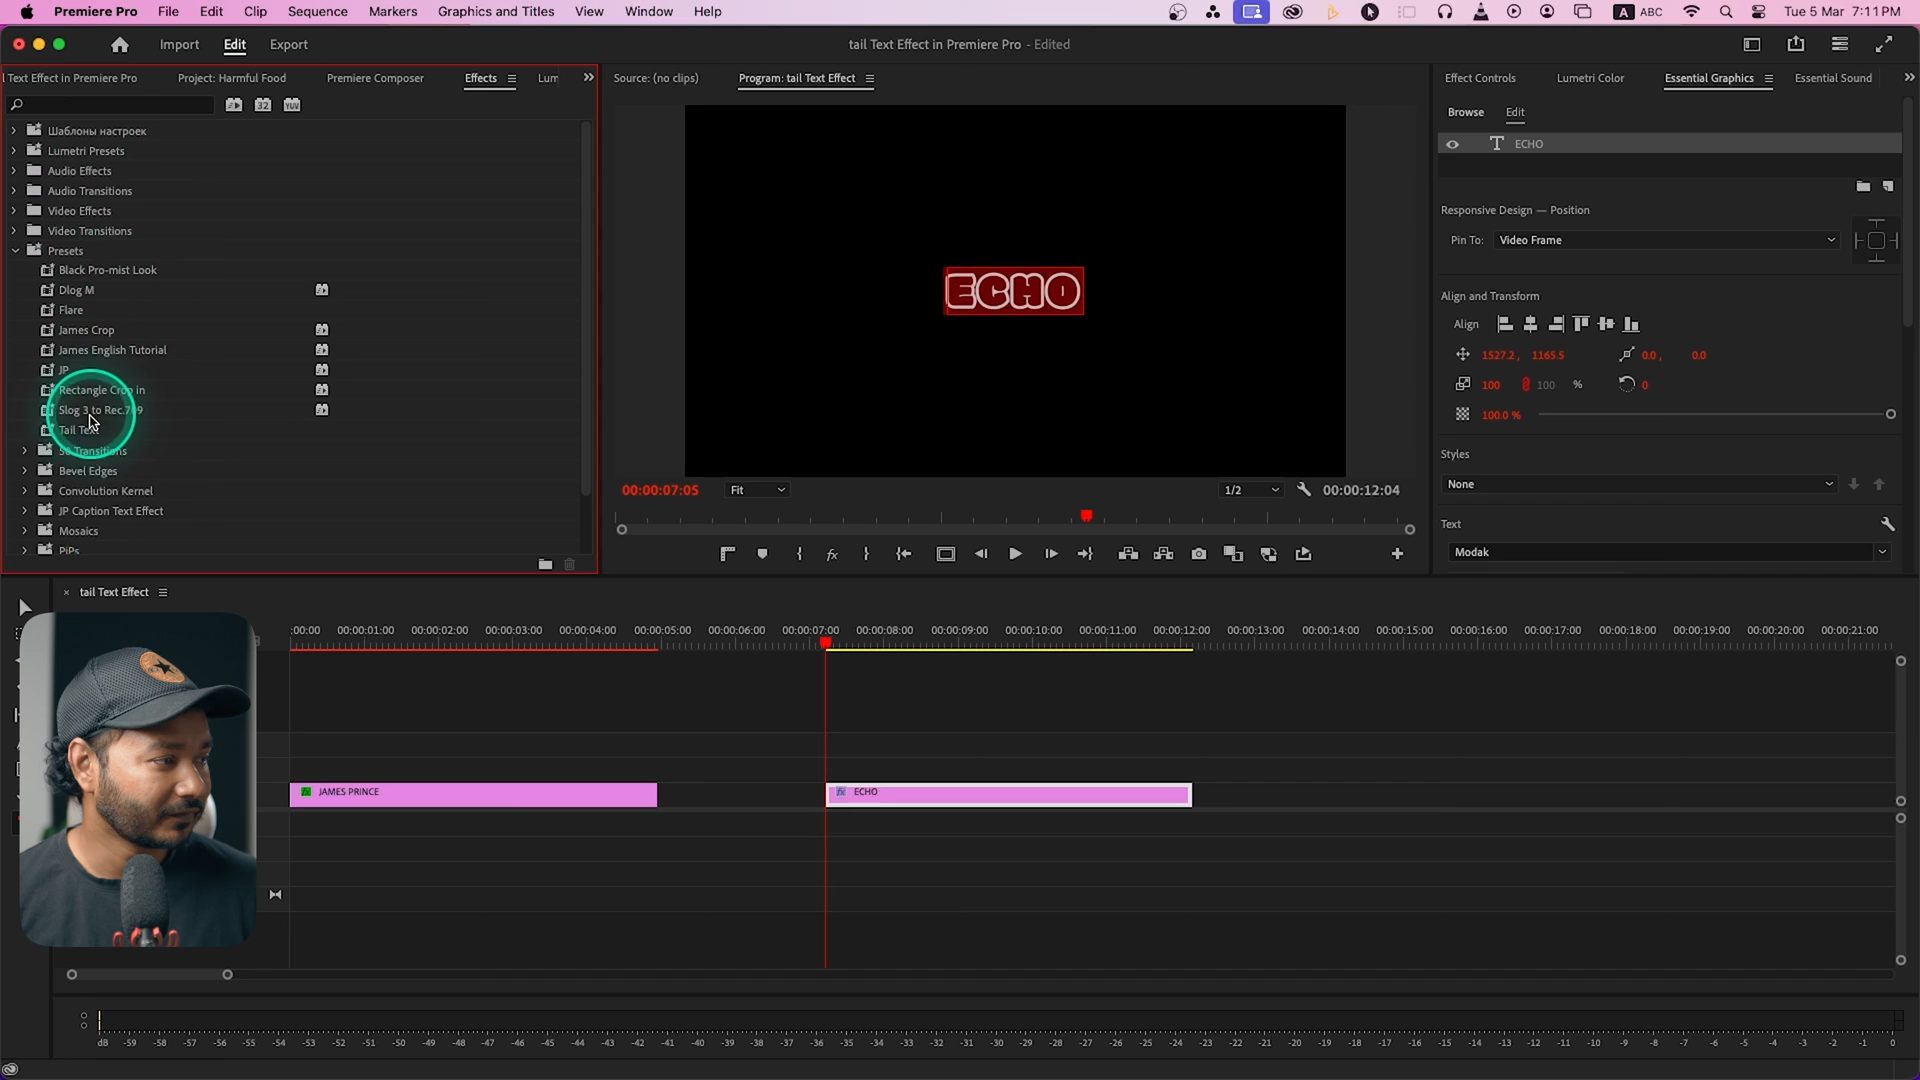 Premiere Pro File Edit Clip Sequence Markers Graphics and Titles View Window Help A ABC Tue 5 Mar 7:11 PM
Import Edit Export tail Text Effect in Premiere Pro - Edited
l Text Effect in Premiere Pro Project: Harmful Food Premiere Composer Effects Lum Source: (no clips) Program: tail Text Effect Effect Controls Lumetri Color Essential Graphics Essential Sound
32 YUV
Browse Edit
Шаблоны настроек
ECHO
Lumetri Presets
Audio Effects
Audio Transitions
Video Effects
Responsive Design — Position
Video Transitions
Pin To: Video Frame
Presets
Black Pro-mist Look
Dlog M
ECHO
Align and Transform
Flare
James Crop
Align
James English Tutorial
1527.2 , 1165.5 0.0 , 0.0
JP
100 100 % 0
Rectangle Crop in
Slog 3 to Rec.709
100.0 %
Tail Text
Transitions
Styles
Bevel Edges
None
Convolution Kernel
00:00:07:05 Fit 1/2 00:00:12:04
JP Caption Text Effect
Text
Mosaics
PiPs
fx
Modak
tail Text Effect
:00:00 00:00:01:00 00:00:02:00 00:00:03:00 00:00:04:00 00:00:05:00 00:00:06:00 00:00:07:00 00:00:08:00 00:00:09:00 00:00:10:00 00:00:11:00 00:00:12:00 00:00:13:00 00:00:14:00 00:00:15:00 00:00:16:00 00:00:17:00 00:00:18:00 00:00:19:00 00:00:20:00 00:00:21:00
fx JAMES PRINCE fx ECHO
dB -59 -57 -56 -55 -54 -53 -52 -51 -50 -49 -48 -47 -46 -45 -44 -43 -42 -41 -40 -39 -38 -37 -36 -35 -34 -33 -32 -31 -30 -29 -28 -27 -26 -25 -24 -23 -22 -21 -20 -19 -18 -17 -16 -15 -14 -13 -12 -11 -10 -9 -8 -7 -6 -5 -4 -3 -2 -1 0